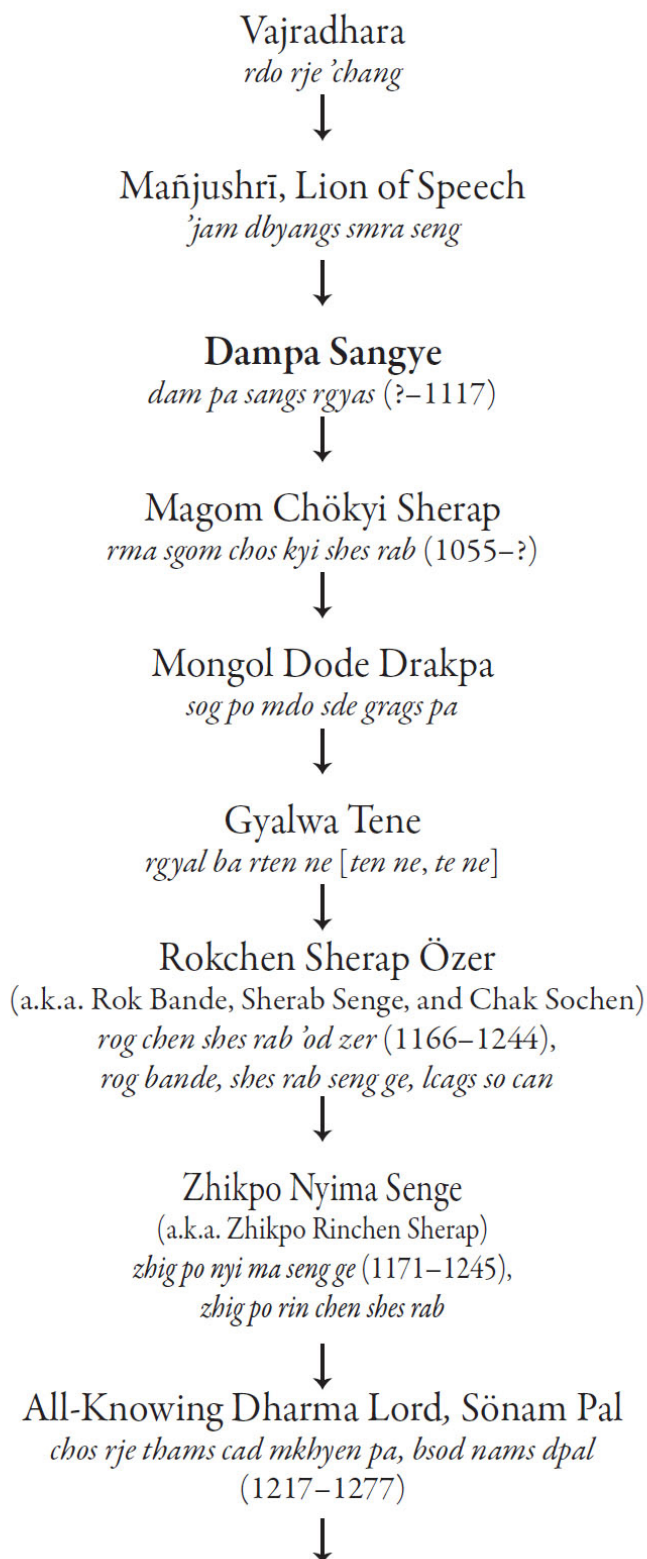 Vajradhara
rdo rje ’chang
Mañjushrī, Lion of Speech
’jam dbyangs smra seng
Dampa Sangye
dam pa sangs rgyas (?–1117)
Magom Chökyi Sherap
rma sgom chos kyi shes rab (1055–?)
Mongol Dode Drakpa
sog po mdo sde grags pa
Gyalwa Tene
rgyal ba rten ne [ten ne, te ne]
Rokchen Sherap Özer
(a.k.a. Rok Bande, Sherab Senge, and Chak Sochen)
rog chen shes rab ’od zer (1166–1244),
rog bande, shes rab seng ge, lcags so can
Zhikpo Nyima Senge
(a.k.a. Zhikpo Rinchen Sherap)
zhig po nyi ma seng ge (1171–1245),
zhig po rin chen shes rab
All-Knowing Dharma Lord, Sönam Pal
chos rje thams cad mkhyen pa, bsod nams dpal
(1217–1277)